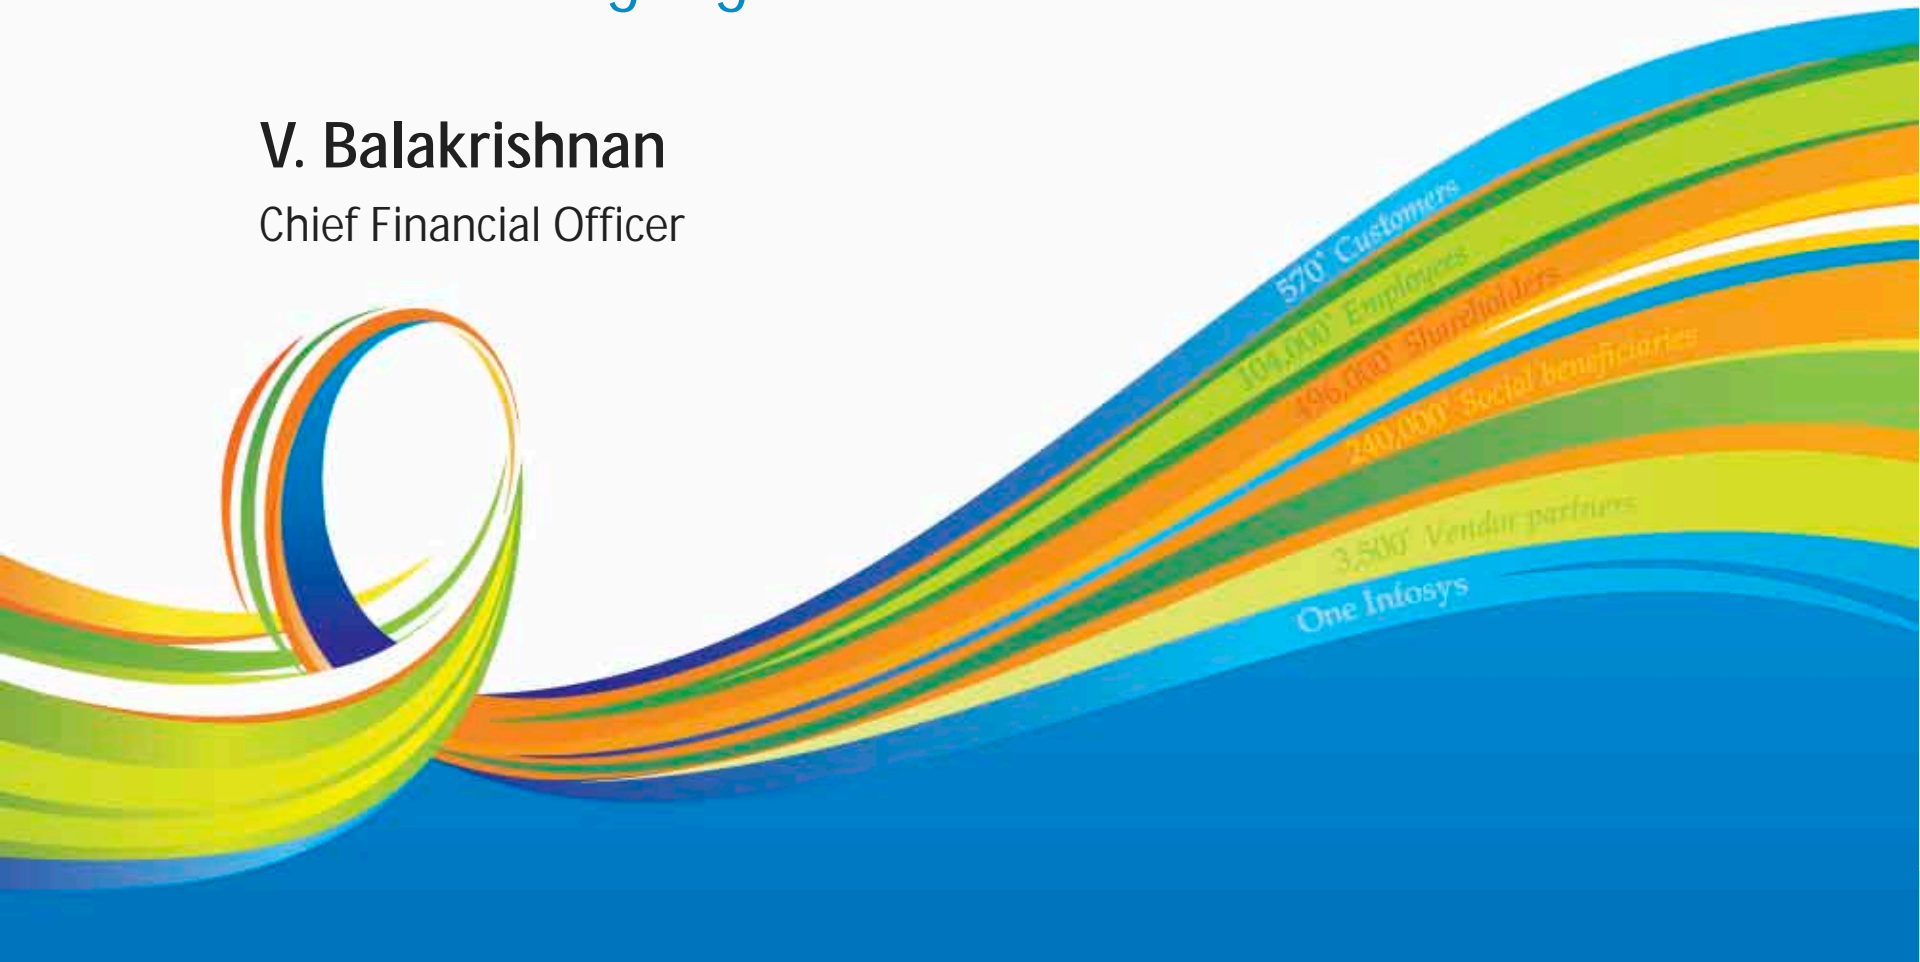 V. Balakrishnan
Chief Financial Officer
570+ Customers
104,000+ Employees
496,000+ Shareholders
240,000+ Social beneficiaries
3,500+ Vendor partners
One Infosys